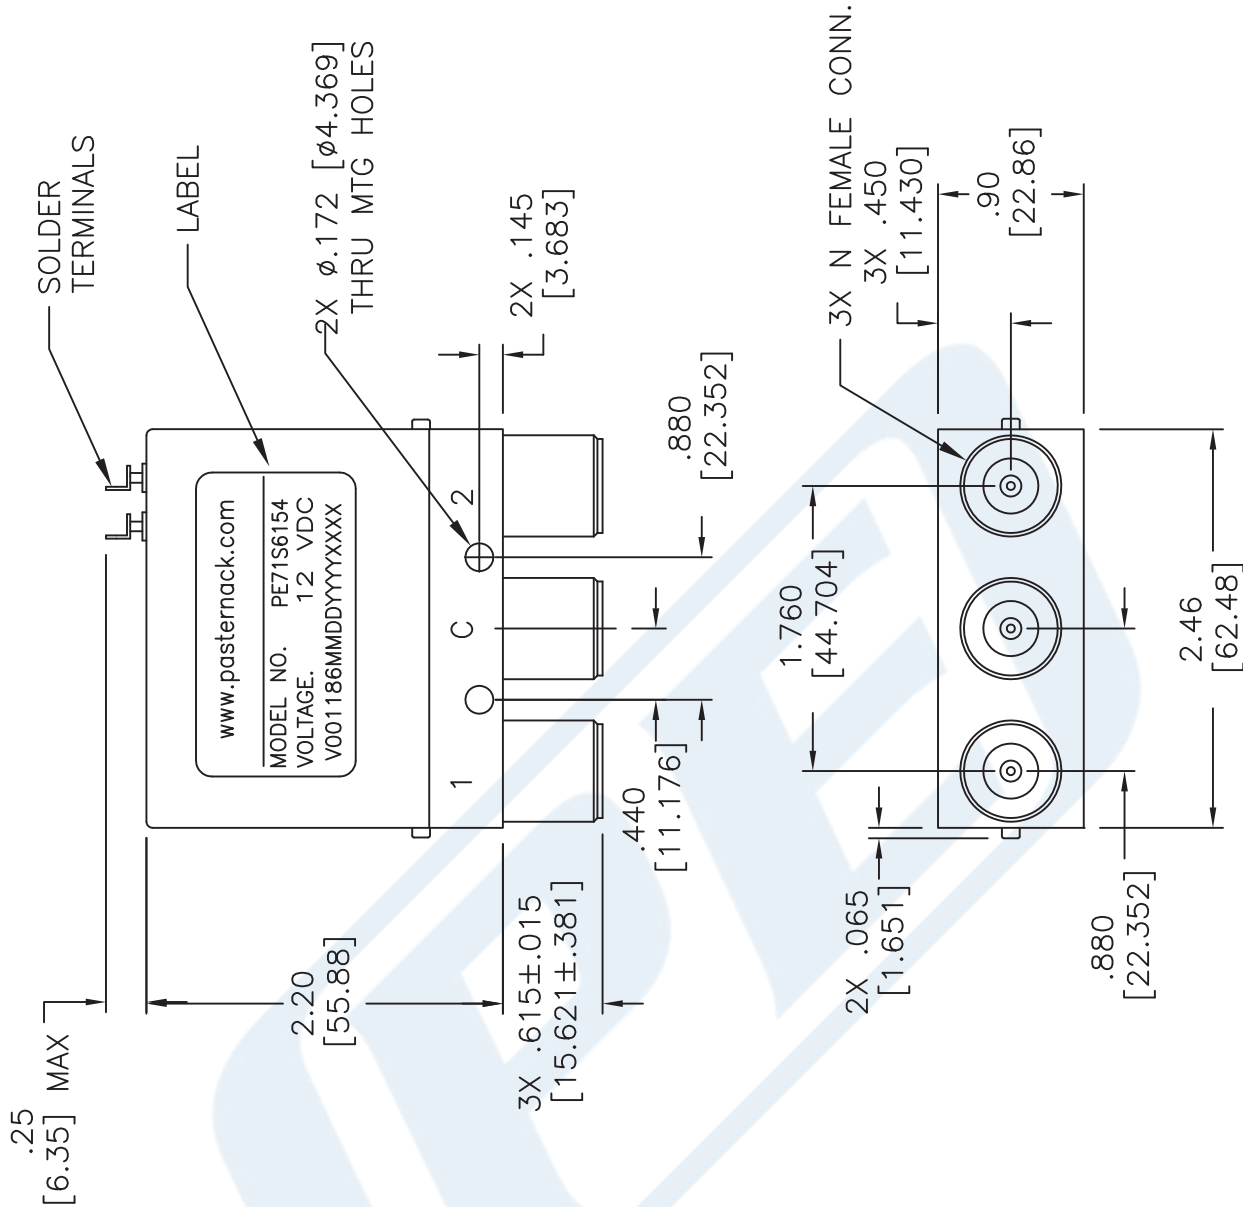 SOLDER
TERMINALS
LABEL
2X ø.172 [ø4.369]
THRU MTG HOLES
2X .145
[3.683]
.880
[22.352]
www.pasternack.com
MODEL NO. PE71S6154
VOLTAGE. 12 VDC
V001186MMDDYYYYXXXX
1
C
2
.440
[11.176]
.25
[6.35] MAX
2.20
[55.88]
3X .615±.015
[15.621±.381]
3X N FEMALE CONN.
3X .450
[11.430]
.90
[22.86]
1.760
[44.704]
2.46
[62.48]
2X .065
[1.651]
.880
[22.352]
PEI